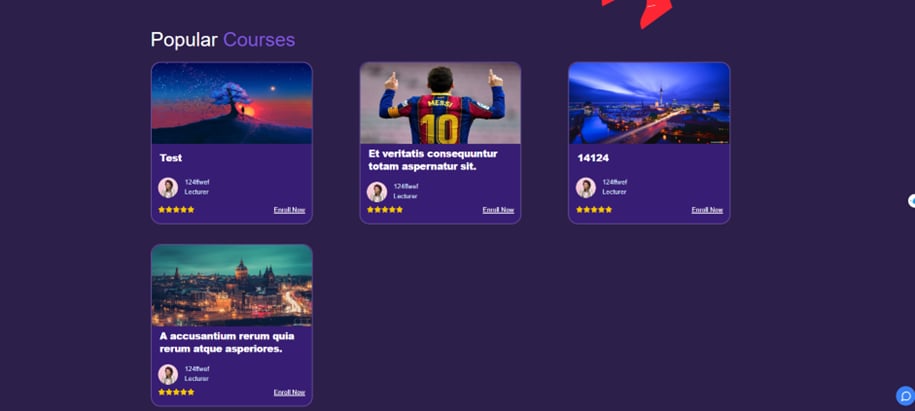 Popular Courses
Test
124ffwef
Lecturer
Enroll Now
MESSI
10
Et veritatis consequuntur
totam aspernatur sit.
124ffwef
Lecturer
Enroll Now
14124
124ffwef
Lecturer
Enroll Now
A accusantium rerum quia
rerum atque asperiores.
124ffwef
Lecturer
Enroll Now